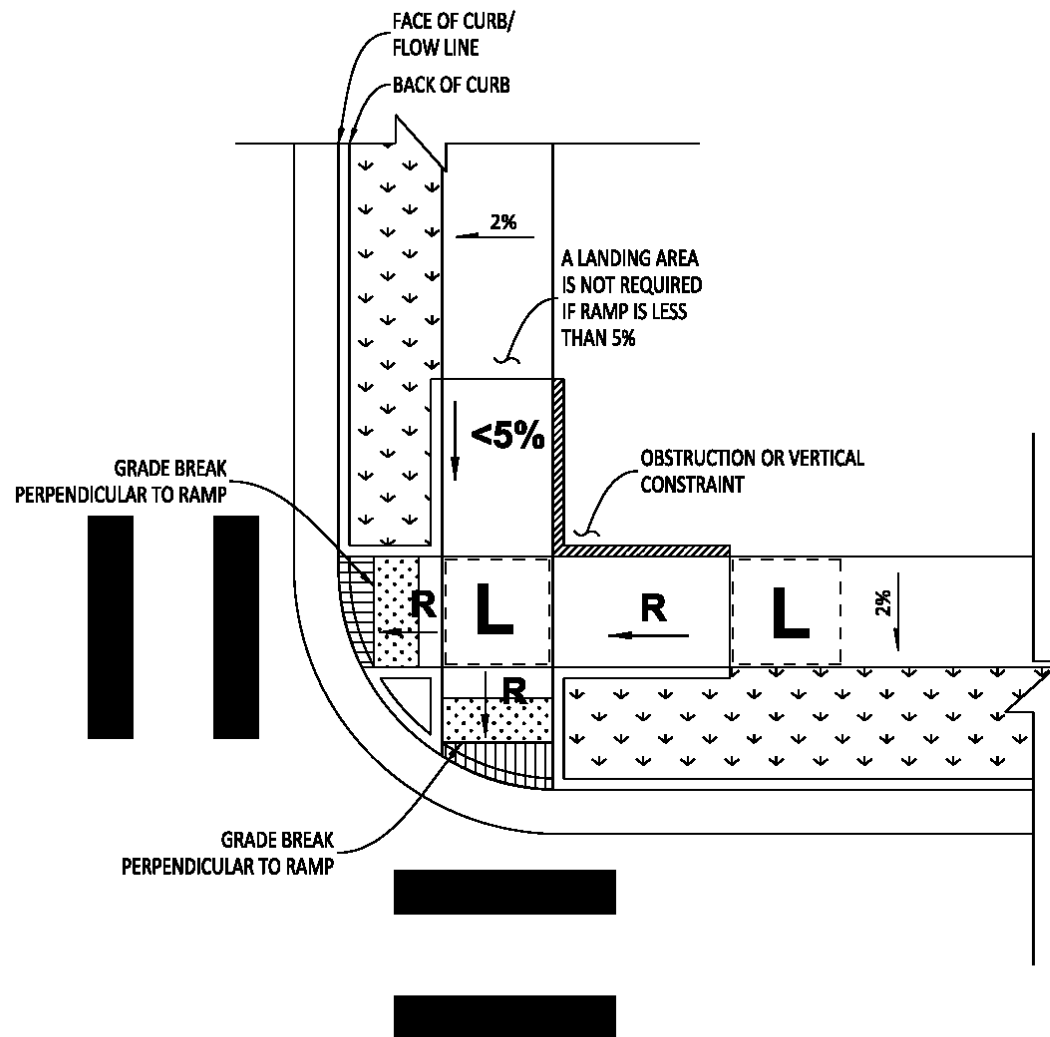 FACE OF CURB/
FLOW LINE
BACK OF CURB
2%
A LANDING AREA
IS NOT REQUIRED
IF RAMP IS LESS
THAN 5%
<5%
OBSTRUCTION OR VERTICAL
CONSTRAINT
GRADE BREAK
PERPENDICULAR TO RAMP
R
L
R
L
2%
R
GRADE BREAK
PERPENDICULAR TO RAMP